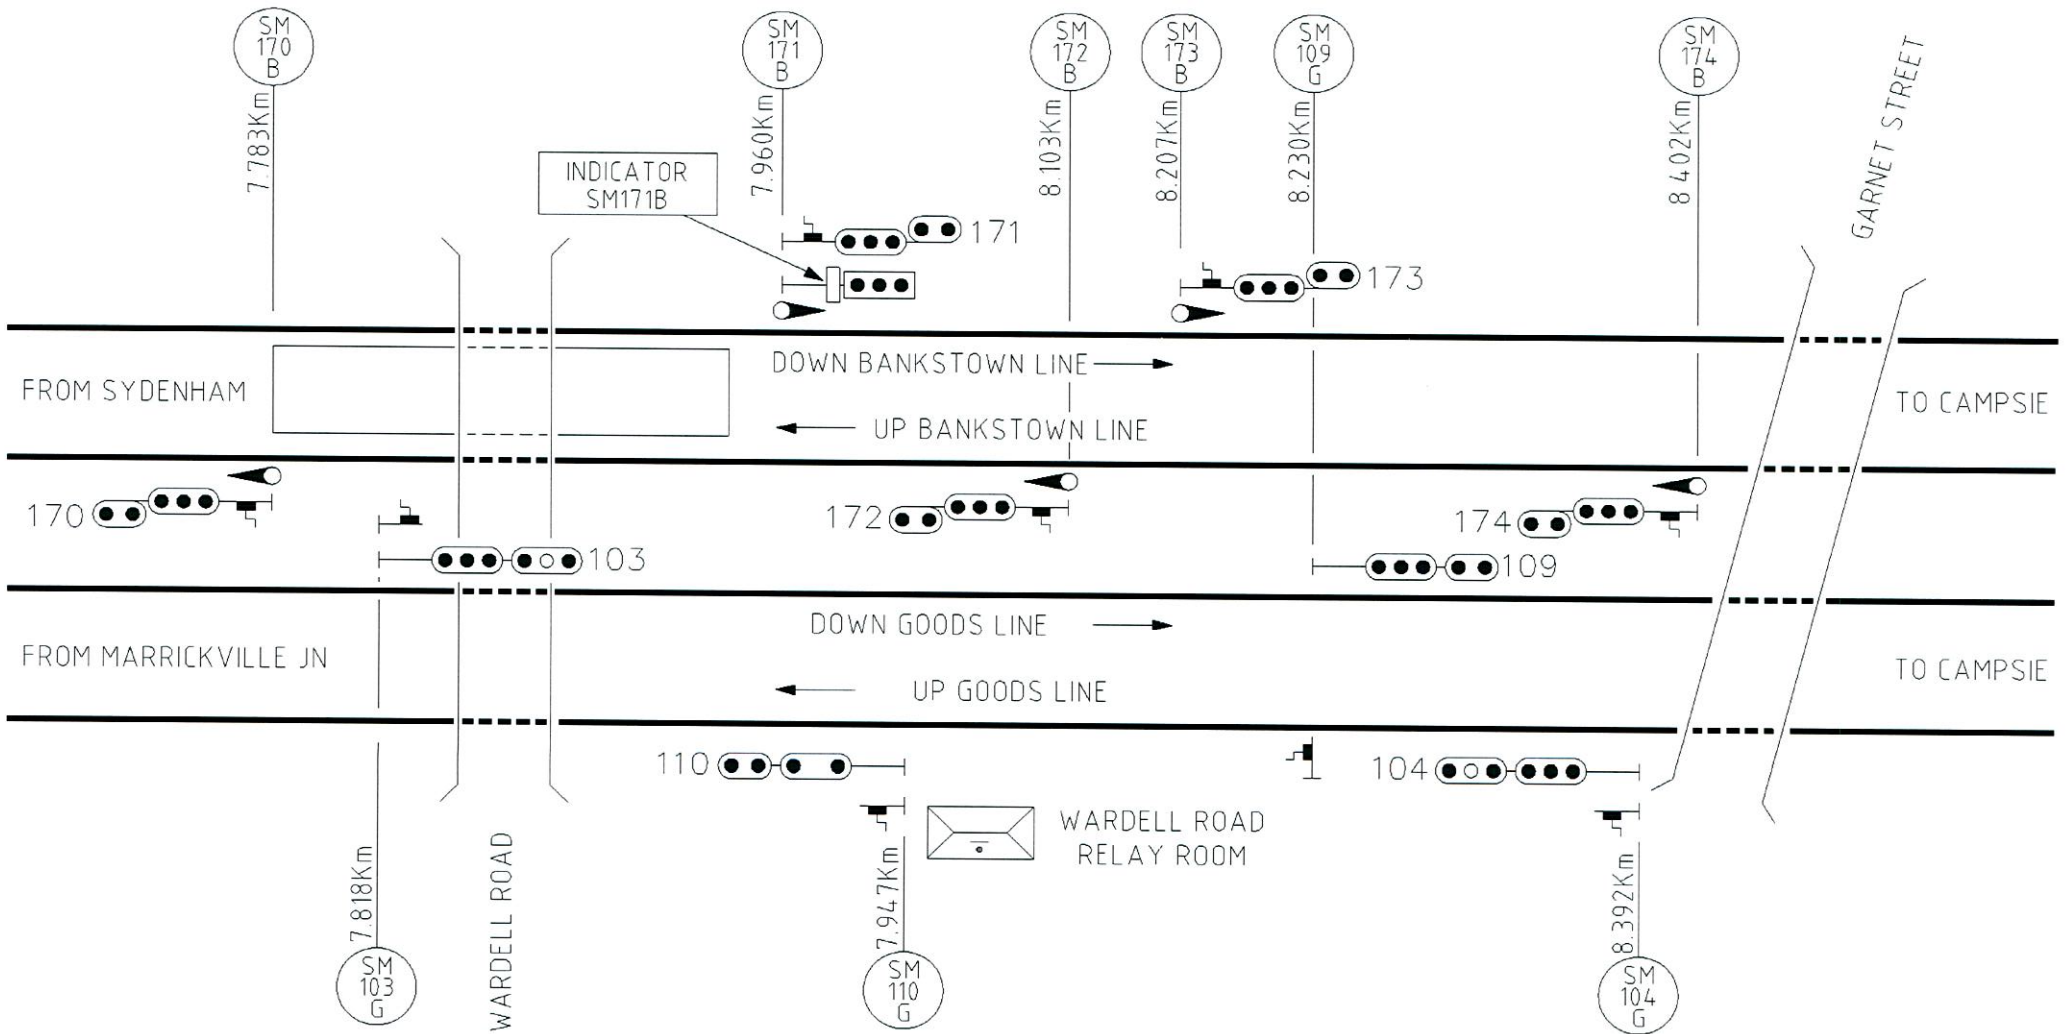 SM
170
B
SM
171
B
SM
172
B
SM
173
B
SM
109
G
SM
174
B
7.783Km
7.960Km
8.103Km
8.207Km
8.230Km
8402Km
GARNET STREET
INDICATOR
SM171B
171
173
DOWN BANKSTOWN LINE
FROM SYDENHAM
TO CAMPSIE
UP BANKSTOWN LINE
170
172
174
103
109
DOWN GOODS LINE
FROM MARRICKVILLE JN
TO CAMPSIE
UP GOODS LINE
110
104
WARDELL ROAD
RELAY ROOM
7.818Km
WARDELL ROAD
7.947Km
8.392Km
SM
103
G
SM
110
G
SM
104
G